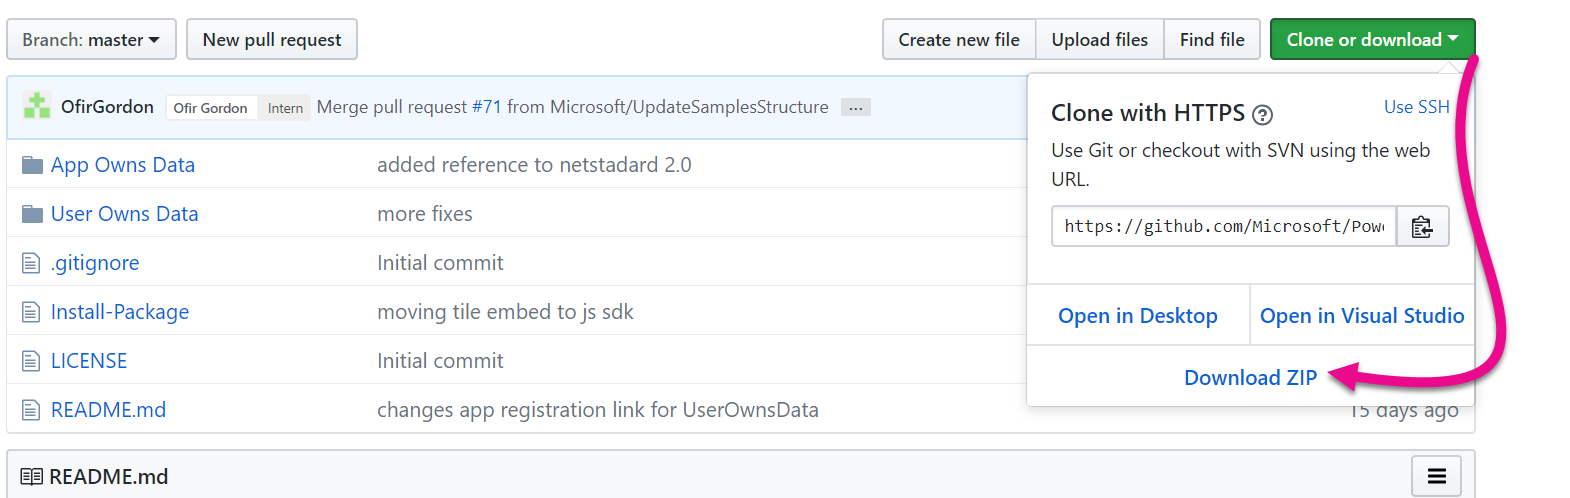 Branch: master
New pull request
Create new file
Upload files
Find file
Clone or download
OfirGordon Ofir Gordon Intern Merge pull request #71 from Microsoft/UpdateSamplesStructure ...
Clone with HTTPS ?
Use SSH
Use Git or checkout with SVN using the web
URL.
https://github.com/Microsoft/Pow
Open in Desktop
Open in Visual Studio
Download ZIP
App Owns Data added reference to netstadard 2.0
User Owns Data more fixes
.gitignore Initial commit
Install-Package moving tile embed to js sdk
LICENSE Initial commit
README.md changes app registration link for UserOwnsData 15 days ago
README.md